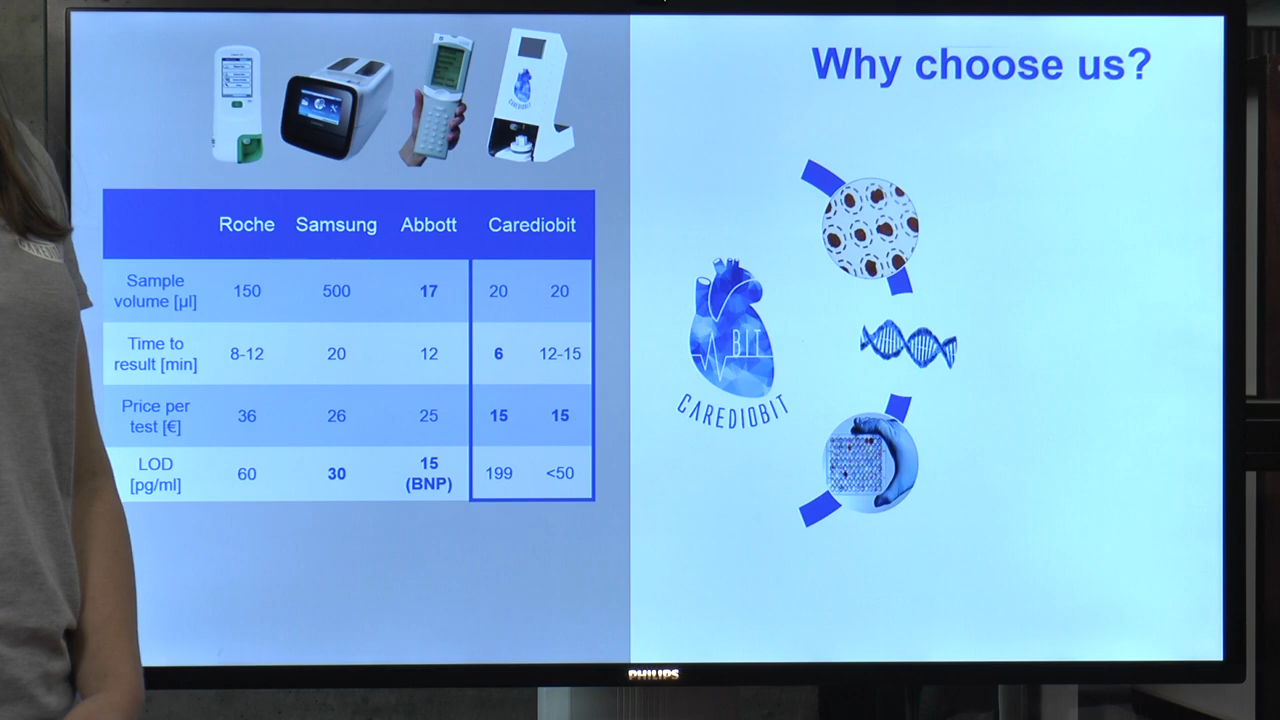 Why choose us?
CAREDIOBIT
Roche Samsung Abbott Carediobit
Sample
volume [µl] 150 500 17 20 20
Time to
result [min] 8-12 20 12 6 12-15
Price per
test [€] 36 26 25 15 15
LOD
[pg/ml] 60 30 15
(BNP) 199 <50
BIT
CAREDIOBIT
PHILIPS